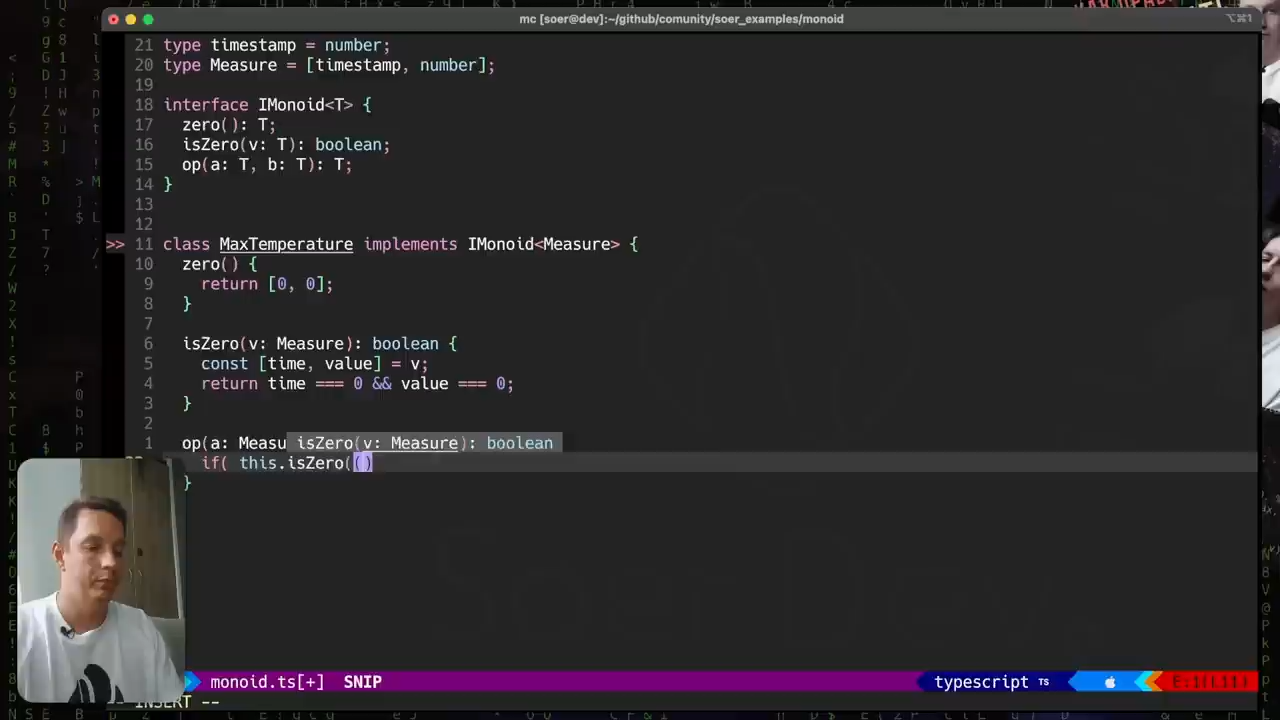 mc [soer@dev]:~/github/comunity/soer_examples/monoid
⌥⌘1
21 type timestamp = number;
20 type Measure = [timestamp, number];
19
18 interface IMonoid<T> {
17 zero(): T;
16 isZero(v: T): boolean;
15 op(a: T, b: T): T;
14 }
13
12
>> 11 class MaxTemperature implements IMonoid<Measure> {
10 zero() {
9 return [0, 0];
8 }
7
6 isZero(v: Measure): boolean {
5 const [time, value] = v;
4 return time === 0 && value === 0;
3 }
2
1 op(a: Measu isZero(v: Measure): boolean
if( this.isZero(()
}
monoid.ts[+] SNIP typescript TS E:1(L11)
INSERT --